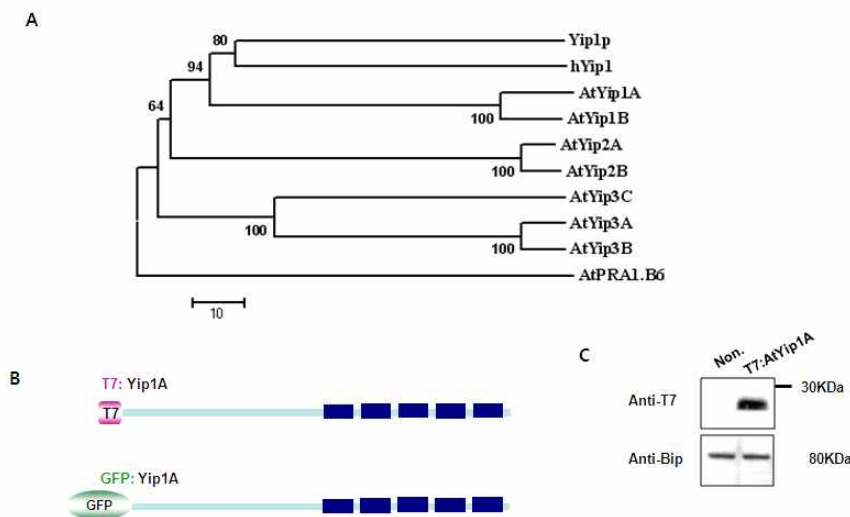 A
Yip1p
80
hYip1
94
AtYip1A
AtYip1B
100
64
AtYip2A
AtYip2B
100
AtYip3C
100
AtYip3A
AtYip3B
100
AtPRA1.B6
10
B
T7: Yip1A
T7
GFP: Yip1A
GFP
C
Non.
T7:AtYip1A
30KDa
Anti-T7
Anti-Bip
80KDa